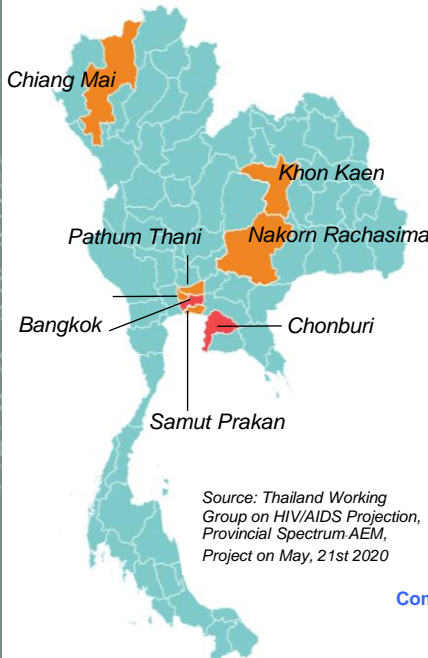 Chiang Mai
Khon Kaen
Pathum Thani
Nakorn Rachasima
Bangkok
Chonburi
Samut Prakan
Source: Thailand Working
Group on HIV/AIDS Projection,
Provincial Spectrum AEM,
Project on May, 21st 2020